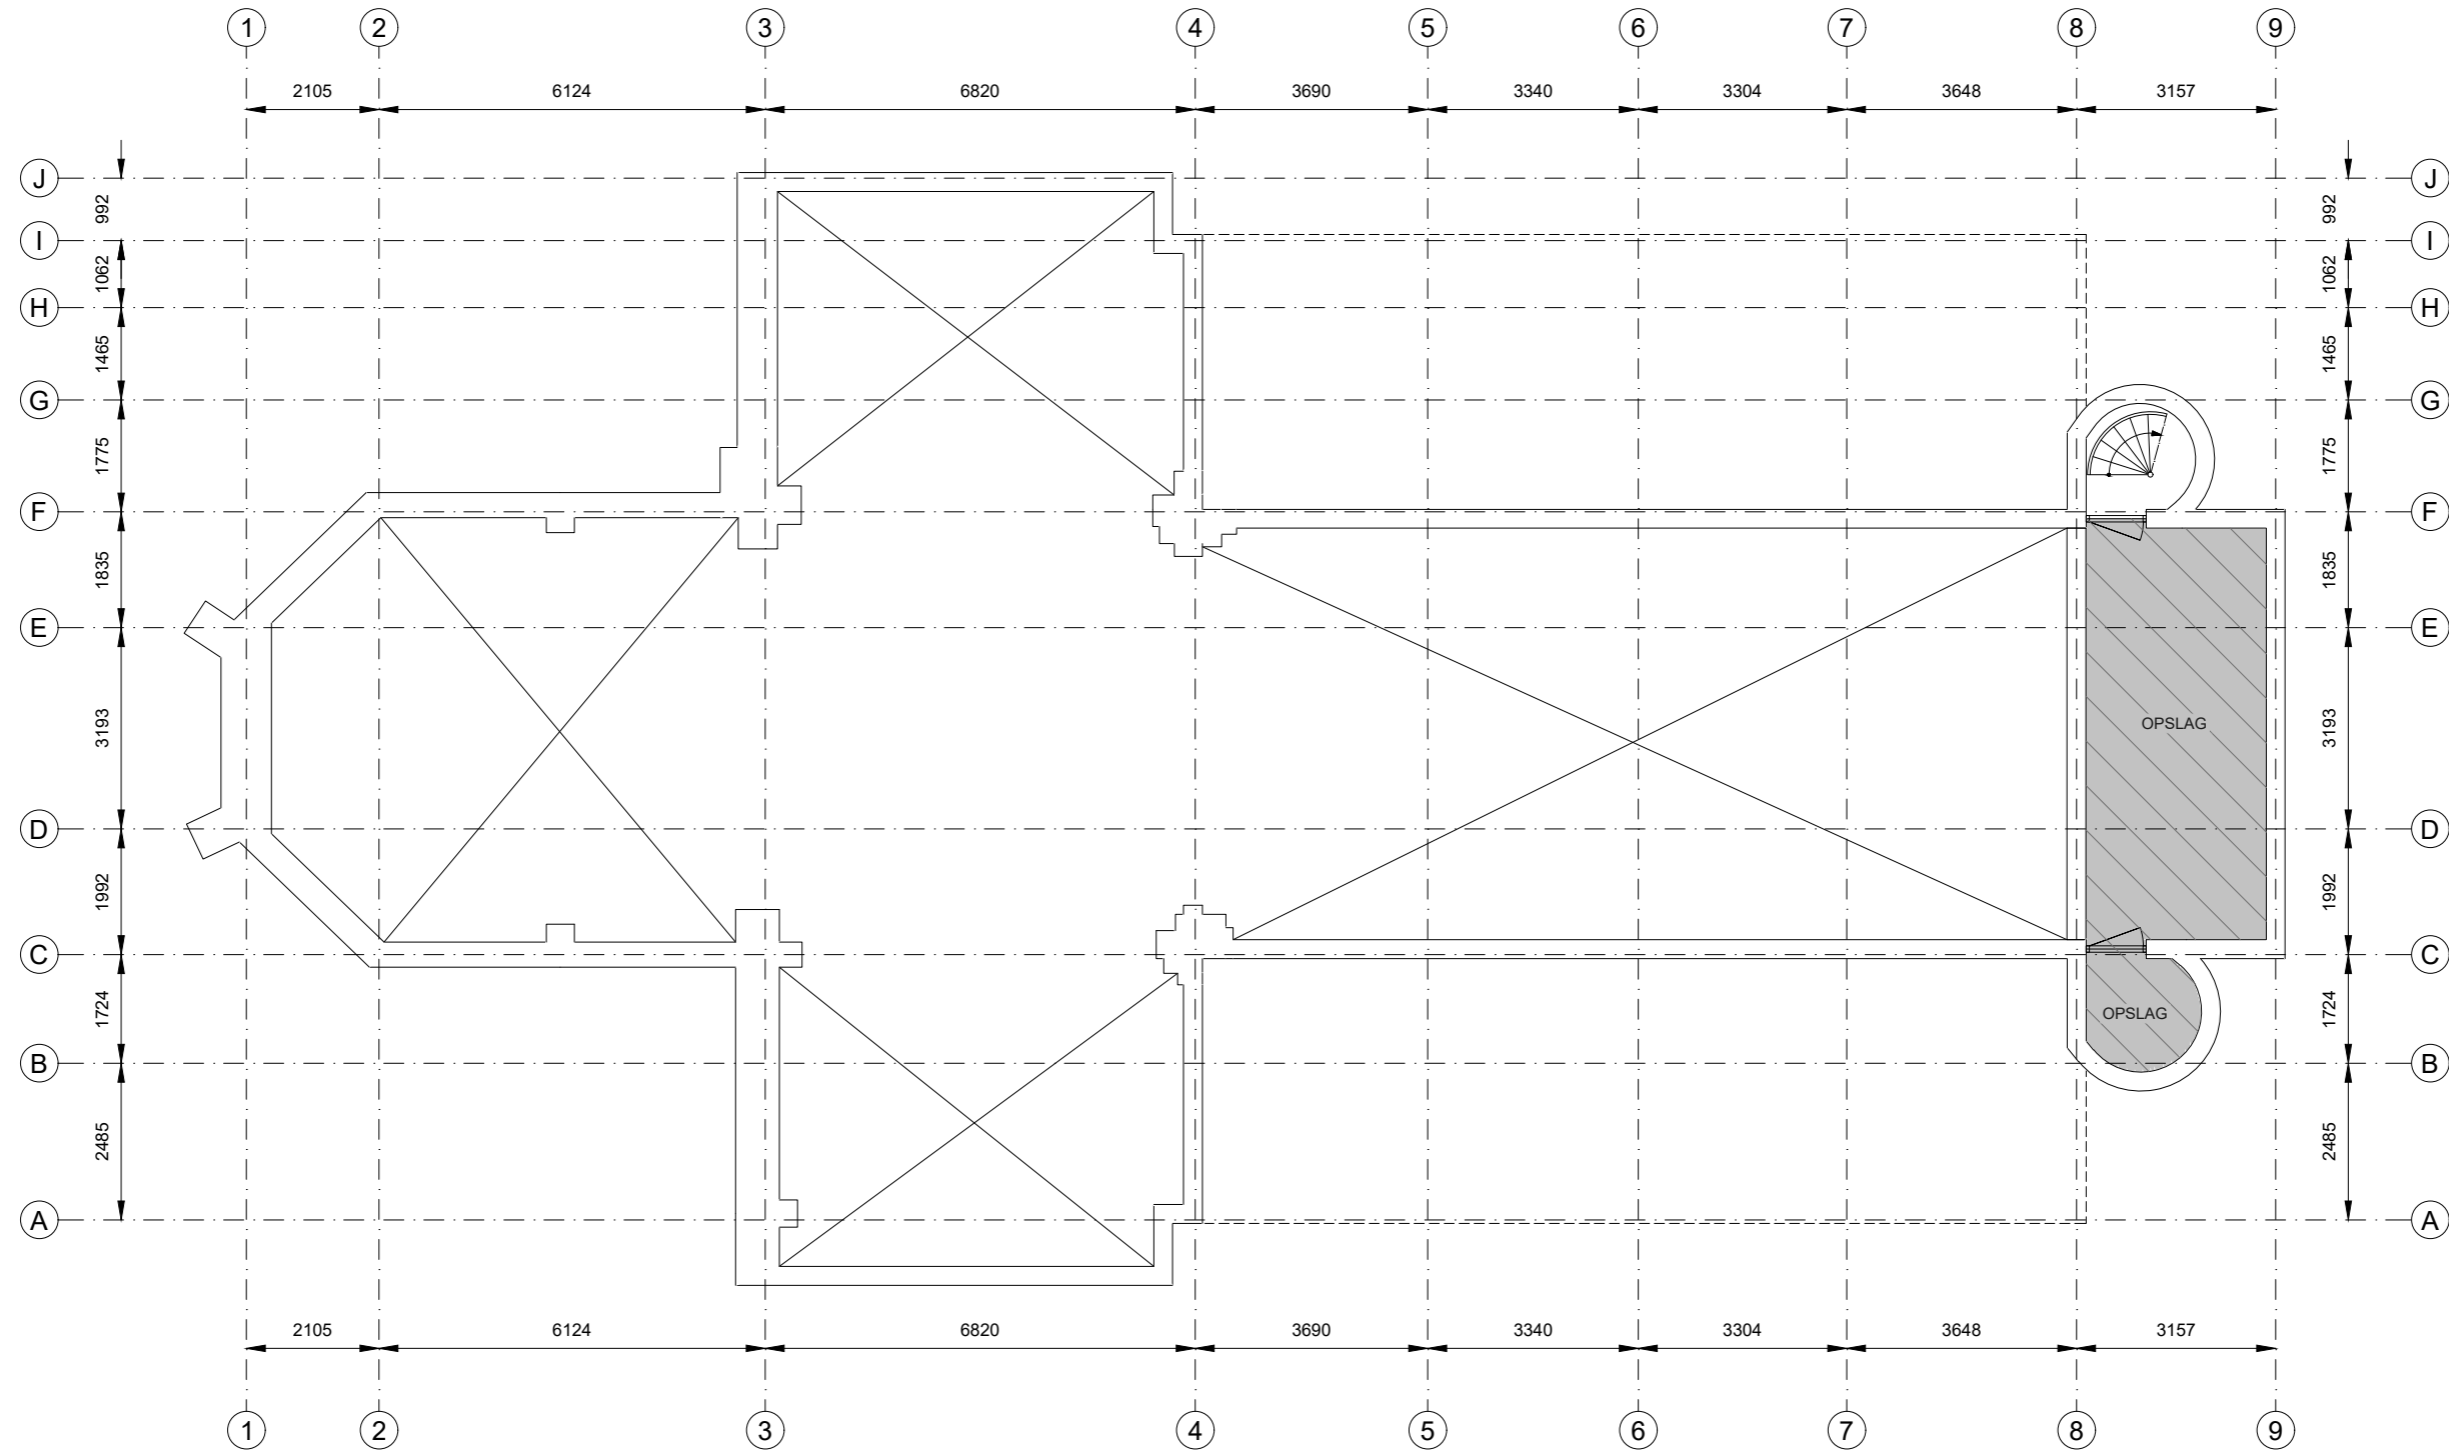 1 2 3 4 5 6 7 8 9
2105 6124 6820 3690 3340 3304 3648 3157
J J
992 992
I I
1062 1062
H H
1465 1465
G G
1775 1775
F F
1835 1835
E E
3193 OPSLAG 3193
D D
1992 1992
C C
1724 OPSLAG 1724
B B
2485 2485
A A
2105 6124 6820 3690 3340 3304 3648 3157
1 2 3 4 5 6 7 8 9